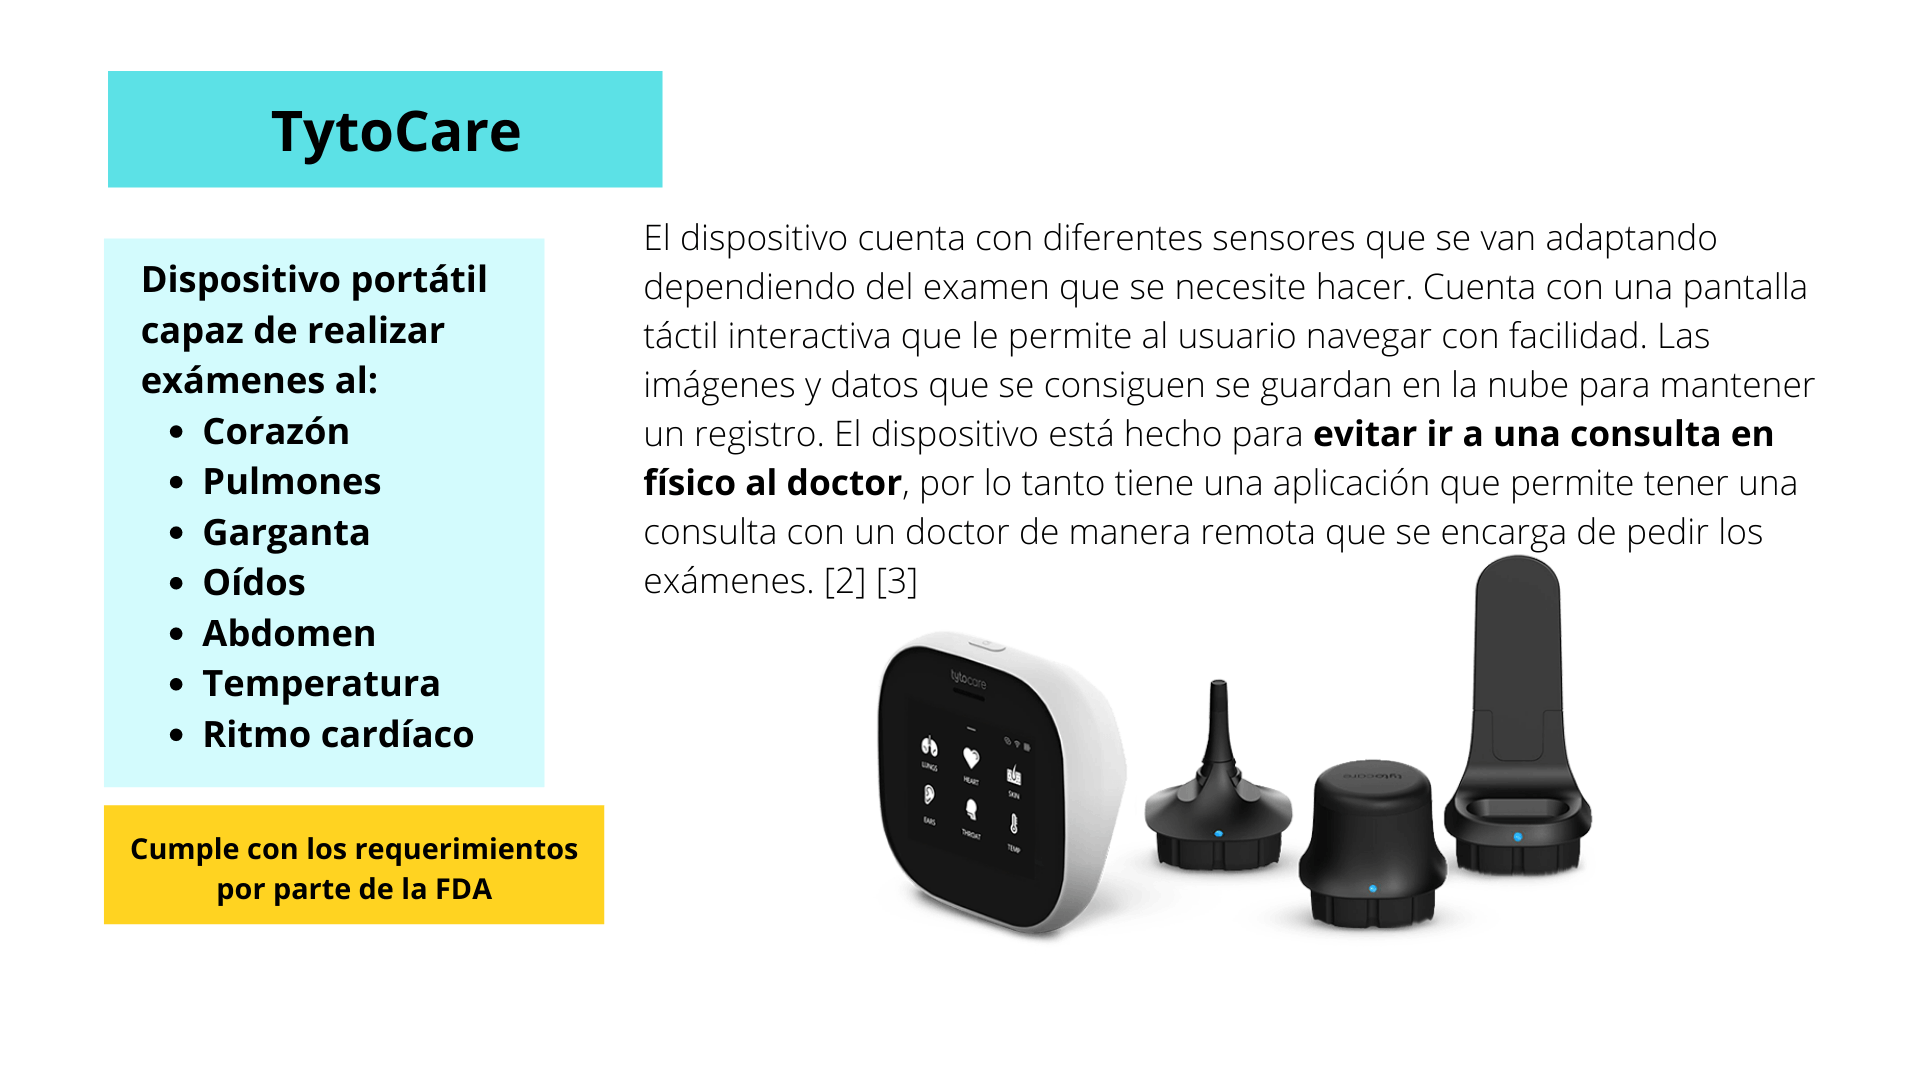 TytoCare
Dispositivo portátil
capaz de realizar
exámenes al:
• Corazón
• Pulmones
• Garganta
• Oídos
• Abdomen
• Temperatura
• Ritmo cardíaco
Cumple con los requerimientos
por parte de la FDA
El dispositivo cuenta con diferentes sensores que se van adaptando
dependiendo del examen que se necesite hacer. Cuenta con una pantalla
táctil interactiva que le permite al usuario navegar con facilidad. Las
imágenes y datos que se consiguen se guardan en la nube para mantener
un registro. El dispositivo está hecho para evitar ir a una consulta en
físico al doctor, por lo tanto tiene una aplicación que permite tener una
consulta con un doctor de manera remota que se encarga de pedir los
exámenes. [2] [3]
tytocare
LUNGS HEART SKIN
EARS THROAT TEMP
tytocare